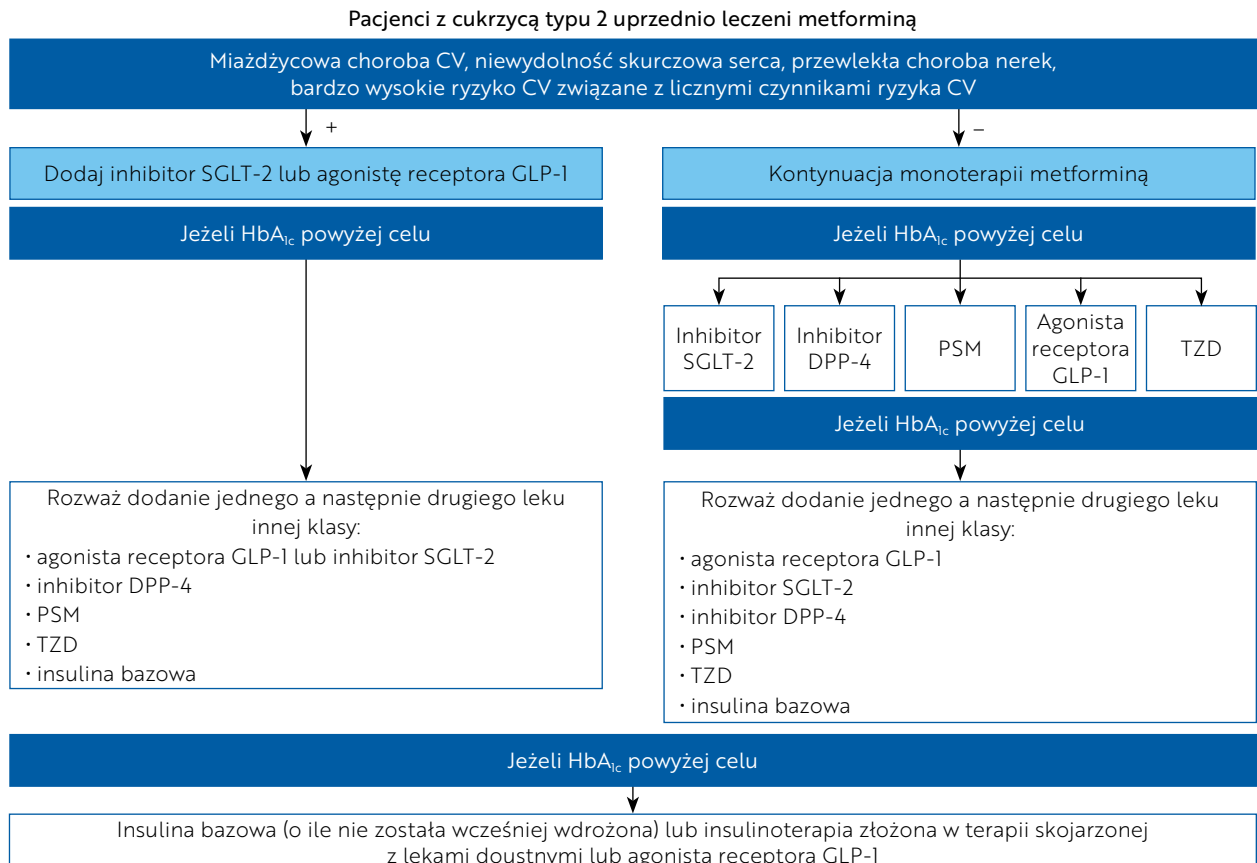 Pacjenci z cukrzycą typu 2 uprzednio leczeni metforminą
Miażdżycowa choroba CV, niewydolność skurczowa serca, przewlekła choroba nerek,
bardzo wysokie ryzyko CV związane z licznymi czynnikami ryzyka CV
+
–
Dodaj inhibitor SGLT-2 lub agonistę receptora GLP-1
Jeżeli HbA1c powyżej celu
Rozważ dodanie jednego a następnie drugiego leku
innej klasy:
· agonista receptora GLP-1 lub inhibitor SGLT-2
· inhibitor DPP-4
· PSM
· TZD
· insulina bazowa
Kontynuacja monoterapii metforminą
Jeżeli HbA1c powyżej celu
Inhibitor
SGLT-2
Inhibitor
DPP-4
PSM
Agonista
receptora
GLP-1
TZD
Jeżeli HbA1c powyżej celu
Rozważ dodanie jednego a następnie drugiego leku
innej klasy:
· agonista receptora GLP-1
· inhibitor SGLT-2
· inhibitor DPP-4
· PSM
· TZD
· insulina bazowa
Jeżeli HbA1c powyżej celu
Insulina bazowa (o ile nie została wcześniej wdrożona) lub insulinoterapia złożona w terapii skojarzonej
z lekami doustnymi lub agonista receptora GLP-1